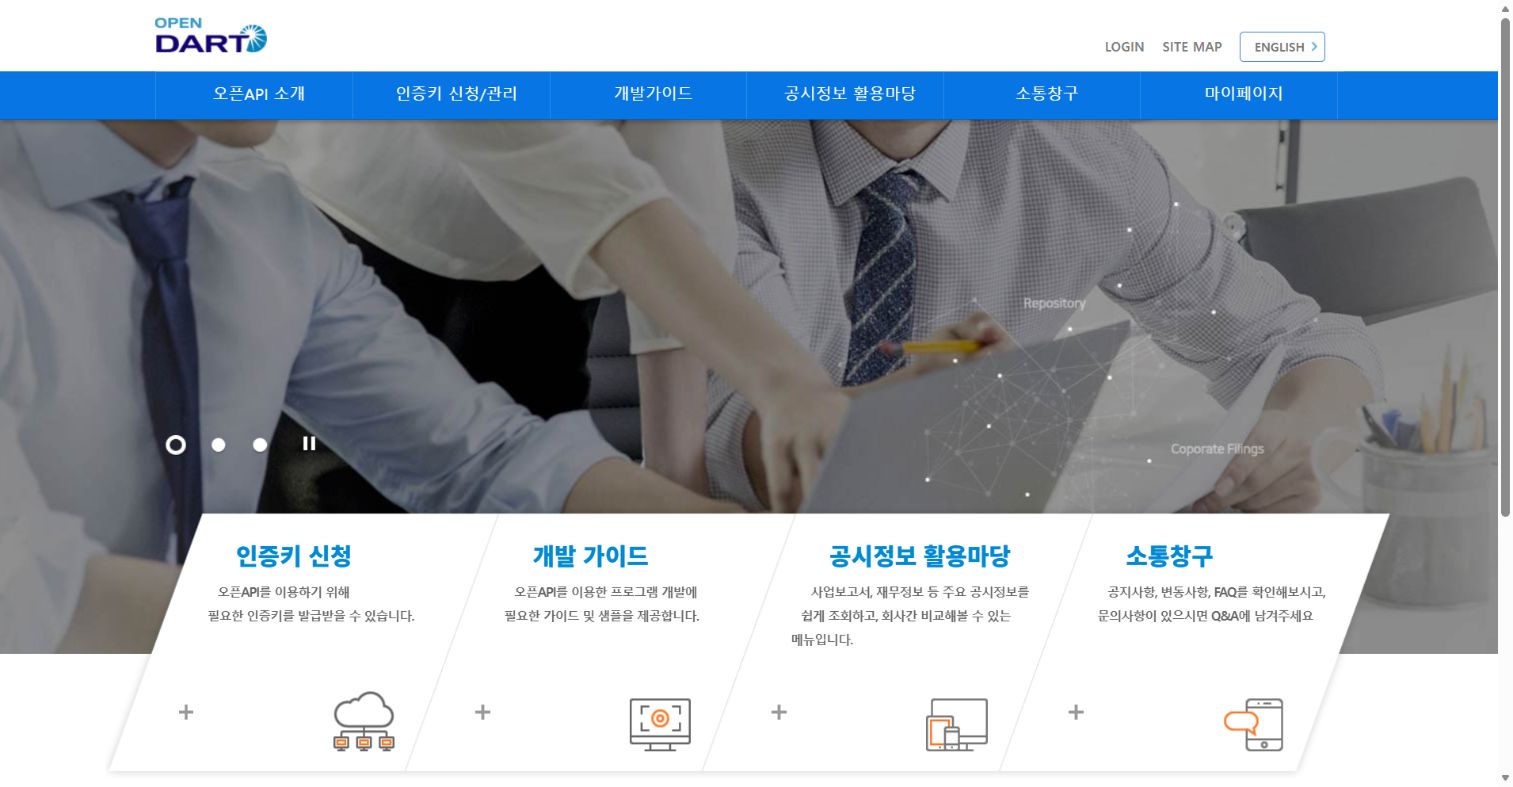 OPEN
DART
LOGIN SITE MAP ENGLISH
오픈API 소개 인증키 신청/관리 개발가이드 공시정보 활용마당 소통창구 마이페이지
Repository
Coporate Filings
인증키 신청
오픈API를 이용하기 위해
필요한 인증키를 발급받을 수 있습니다.
개발 가이드
오픈API를 이용한 프로그램 개발에
필요한 가이드 및 샘플을 제공합니다.
공시정보 활용마당
사업보고서, 재무정보 등 주요 공시정보를
쉽게 조회하고, 회사간 비교해볼 수 있는
메뉴입니다.
소통창구
공지사항, 변동사항, FAQ를 확인해보시고,
문의사항이 있으시면 Q&A에 남겨주세요